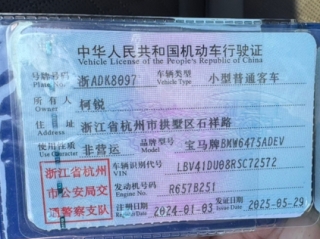 中华人民共和国机动车行驶证
Vehicle License of the People's Republic of China
号牌号码 浙ADK8097 车辆类型 小型普通客车
Plate No. Vehicle Type
所有人 柯锐
Owner
住址 浙江省杭州市拱墅区石祥路
Address
使用性质 非营运 品牌型号 宝马牌BMW6475ADEV
浙江省杭州市公安局交通警察支队
车辆识别代号 LBV41DU08RSC72572
VIN
发动机号码 R657B251
Engine No.
注册日期 2024-01-03 发证日期 2025-05-29
Register Date Issue Date